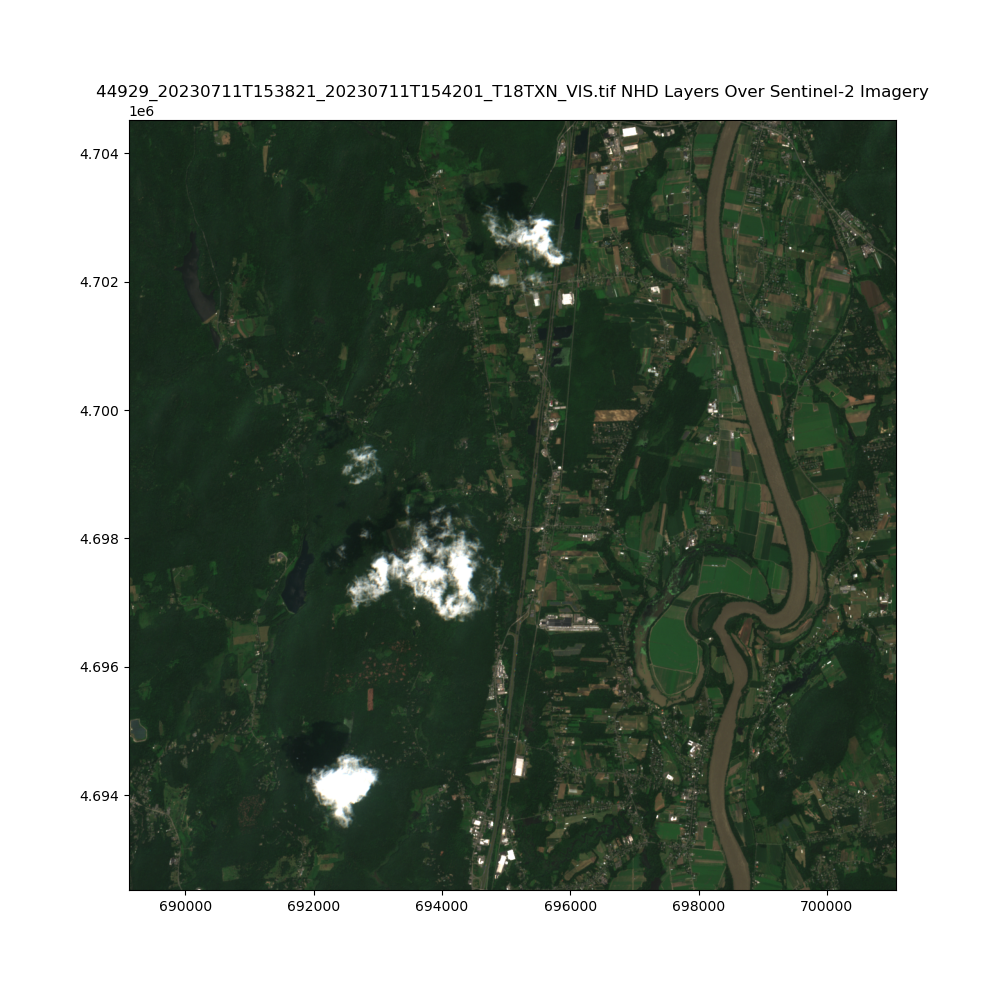 44929_20230711T153821_20230711T154201_T18TXN_VIS.tif NHD Layers Over Sentinel-2 Imagery
1e6
4.704
4.702
4.700
4.698
4.696
4.694
690000 692000 694000 696000 698000 700000